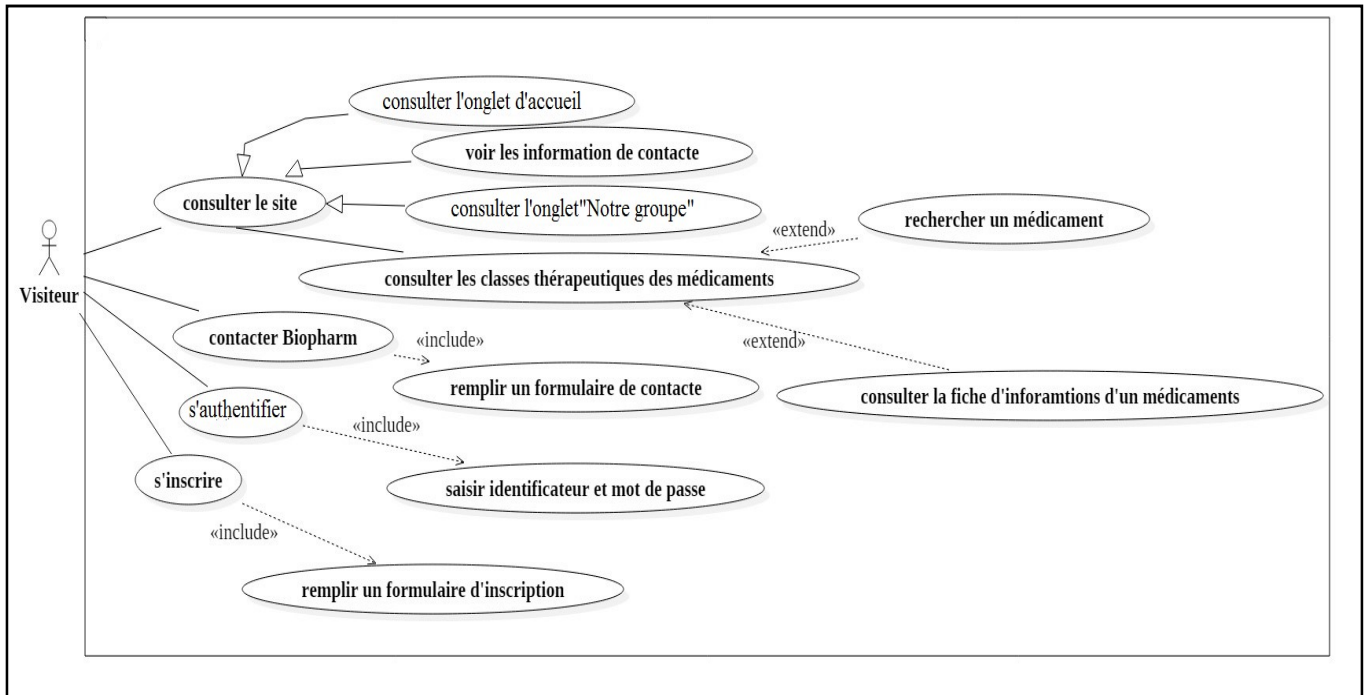 consulter l'onglet d'accueil
voir les information de contacte
consulter le site
consulter l'onglet"Notre groupe"
rechercher un médicament
«extend»
consulter les classes thérapeutiques des médicaments
Visiteur
contacter Biopharm
«include»
«extend»
remplir un formulaire de contacte
consulter la fiche d'inforamtions d'un médicaments
s'authentifier
«include»
s'inscrire
saisir identificateur et mot de passe
«include»
remplir un formulaire d'inscription